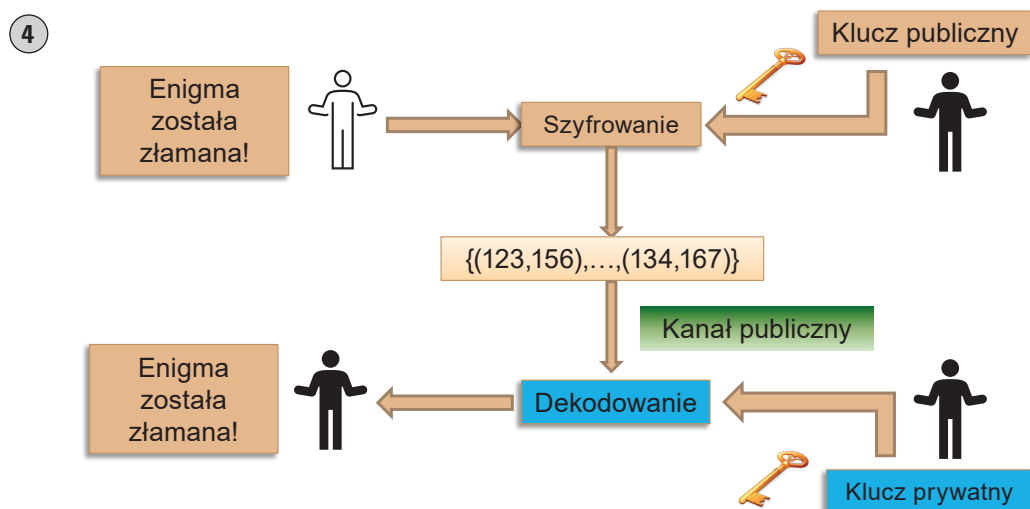 4
Klucz publiczny
Enigma
została
złamana!
Szyfrowanie
{(123,156),…,(134,167)}
Kanał publiczny
Enigma
została
złamana!
Dekodowanie
Klucz prywatny